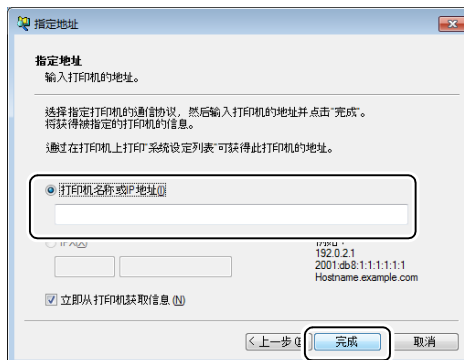 指定地址
指定地址
输入打印机的地址。
选择指定打印机的通信协议，然后输入打印机的地址并点击"完成"。
将获得被指定的打印机的信息。
通过在打印机上打印"系统设定列表"可获得此打印机的地址。
打印机名称或IP地址(I)
192.0.2.1
2001:db8:1:1:1:1:1:1
Hostname.example.com
立即从打印机获取信息(N)
<上一步(B)
完成
取消